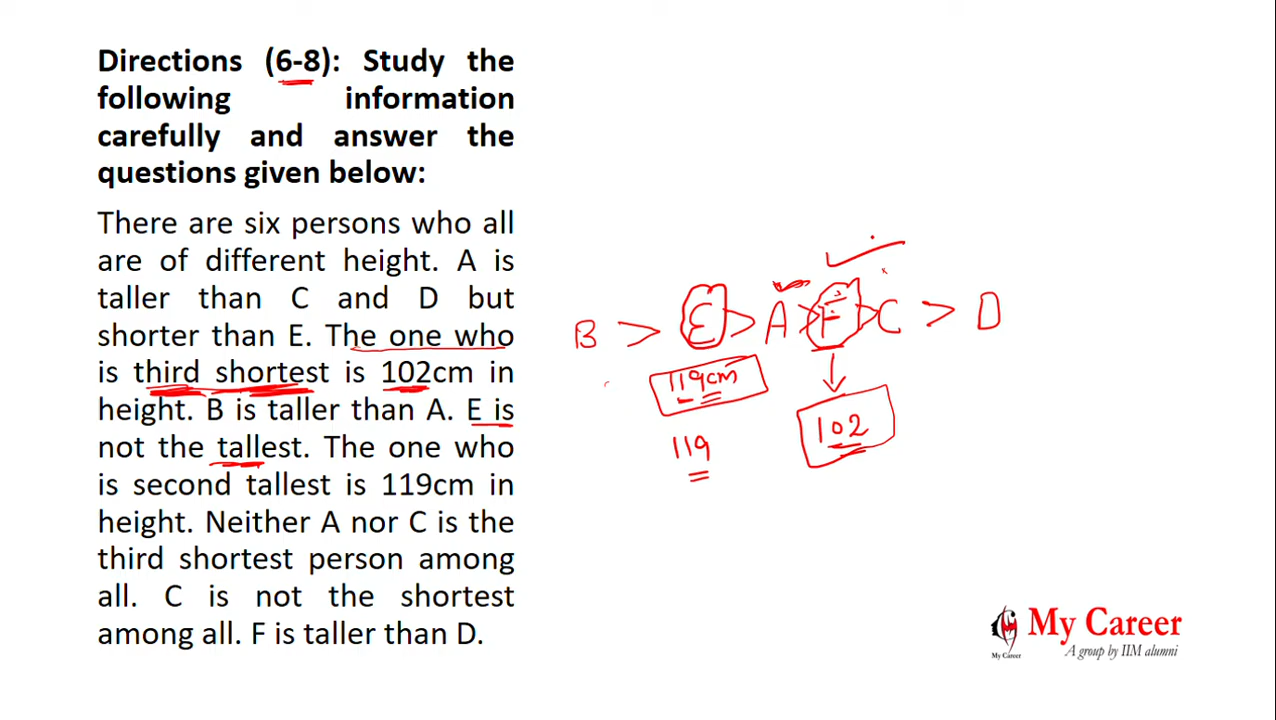 Directions (6-8): Study the
following information
carefully and answer the
questions given below:
There are six persons who all
are of different height. A is
taller than C and D but
shorter than E. The one who
is third shortest is 102cm in
height. B is taller than A. E is
not the tallest. The one who
is second tallest is 119cm in
height. Neither A nor C is the
third shortest person among
all. C is not the shortest
among all. F is taller than D.
B > E > A > F > C > D
119cm
102
119
My Career
A group by IIM alumni
My Career